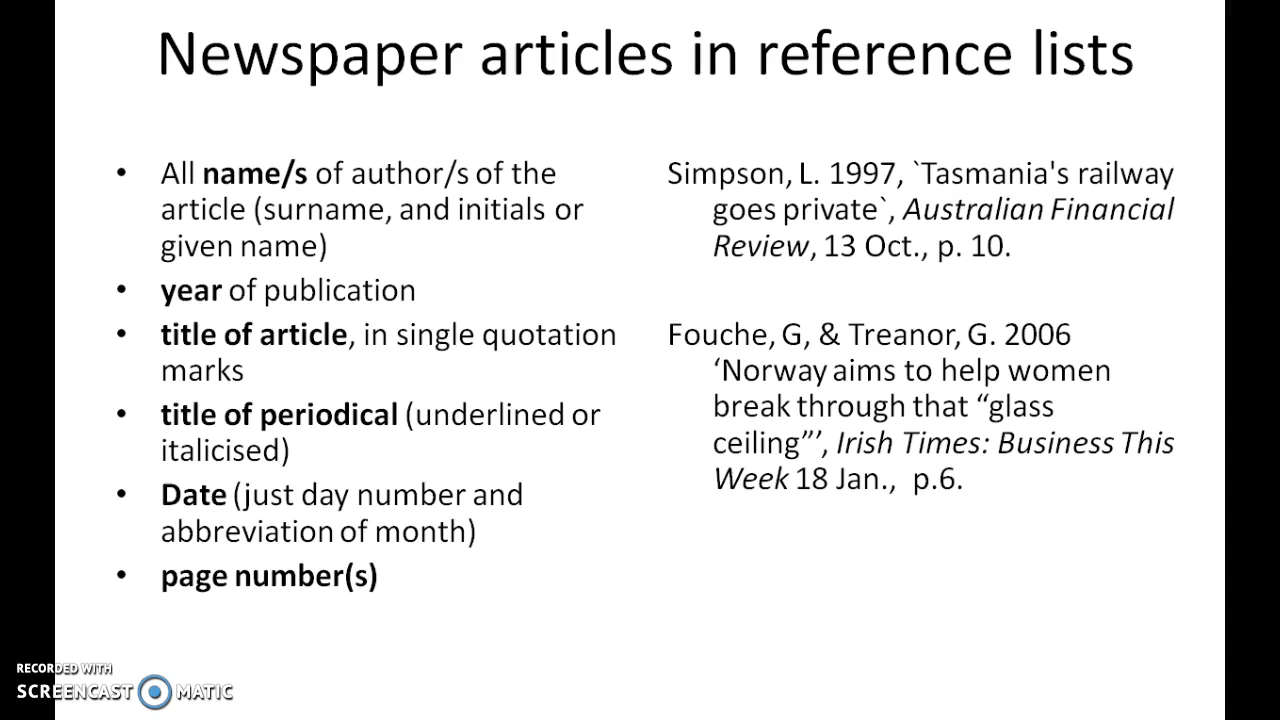 Newspaper articles in reference lists
• All name/s of author/s of the
article (surname, and initials or
given name)
• year of publication
• title of article, in single quotation
marks
• title of periodical (underlined or
italicised)
• Date (just day number and
abbreviation of month)
• page number(s)
Simpson, L. 1997, `Tasmania's railway
goes private`, Australian Financial
Review, 13 Oct., p. 10.
Fouche, G, & Treanor, G. 2006
‘Norway aims to help women
break through that “glass
ceiling”’, Irish Times: Business This
Week 18 Jan.,  p.6.
RECORDED WITH
SCREENCAST MATIC